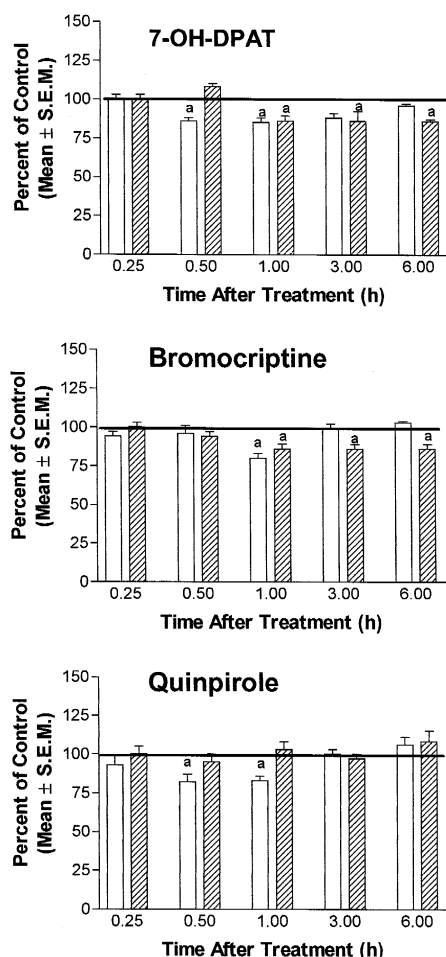 7-OH-DPAT
Percent of Control
(Mean ± S.E.M.)
150
125
100
75
50
25
0
a
a
a
a
a
0.25
0.50
1.00
3.00
6.00
Time After Treatment (h)
Bromocriptine
Percent of Control
(Mean ± S.E.M.)
150
125
100
75
50
25
0
a
a
a
a
0.25
0.50
1.00
3.00
6.00
Time After Treatment (h)
Quinpirole
Percent of Control
(Mean ± S.E.M.)
150
125
100
75
50
25
0
a
a
0.25
0.50
1.00
3.00
6.00
Time After Treatment (h)